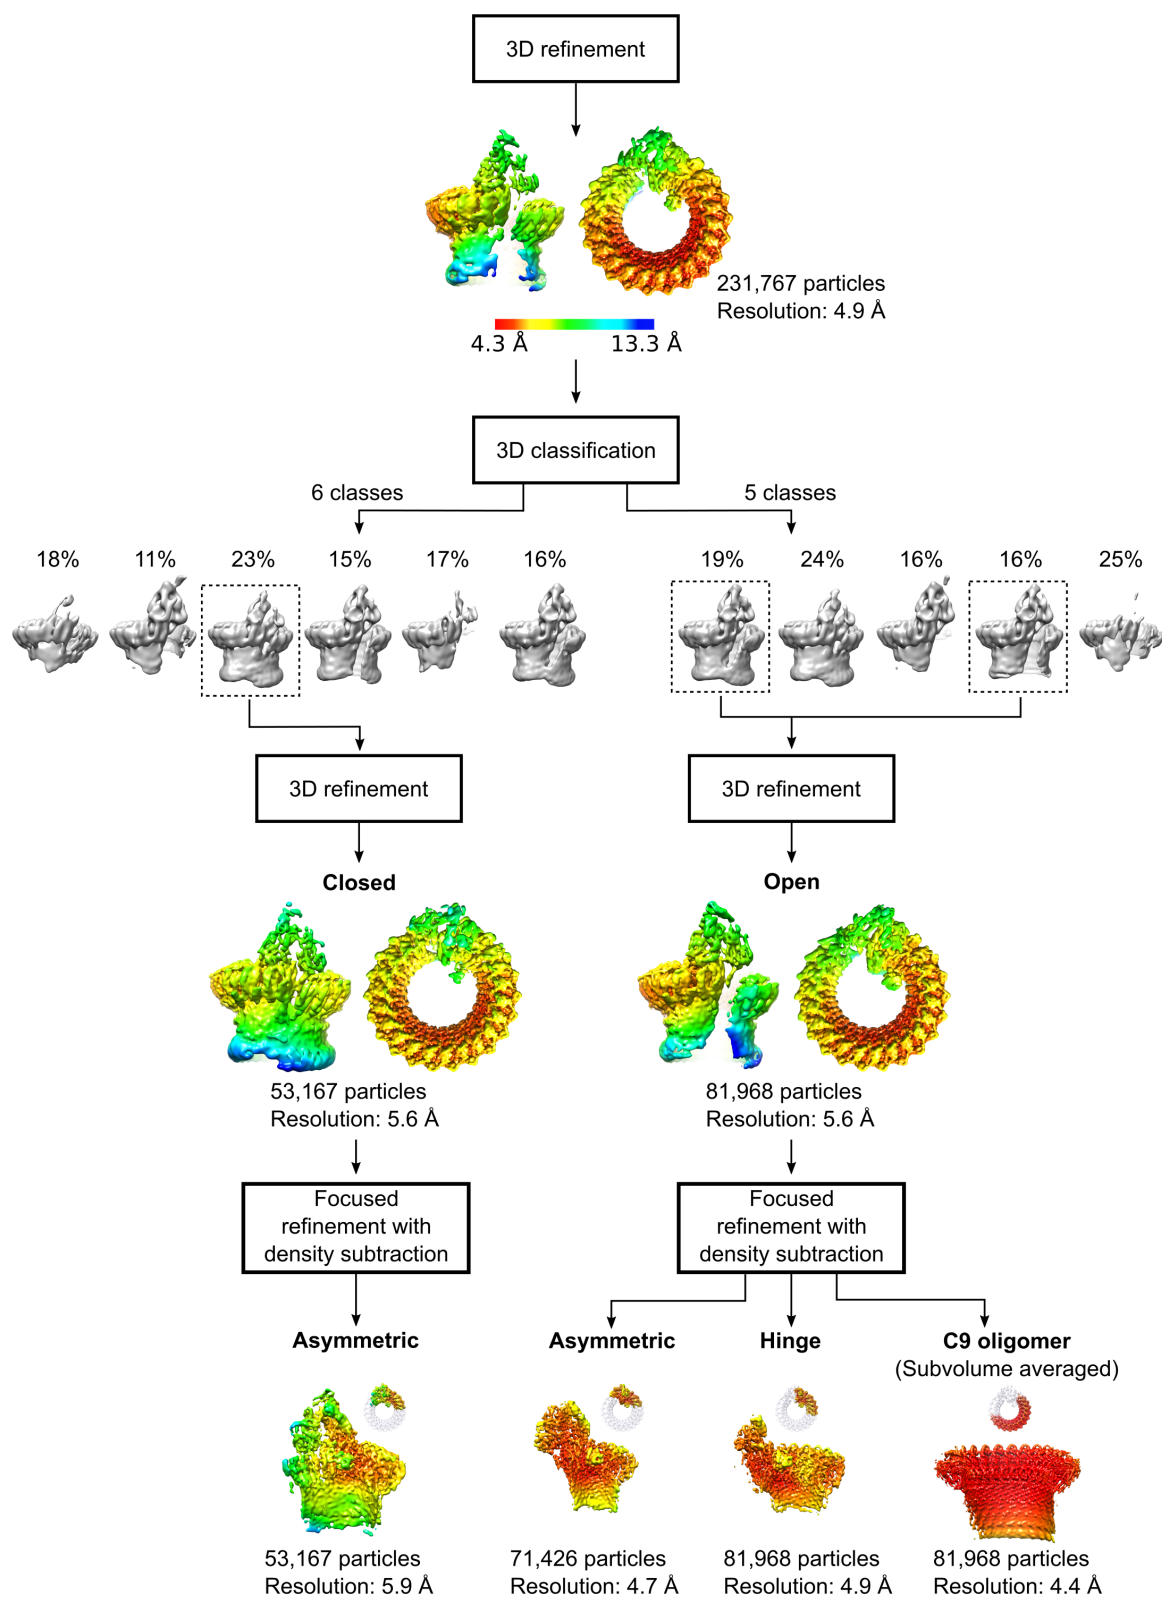 3D refinement
231,767 particles
Resolution: 4.9 Å
4.3 Å
13.3 Å
3D classification
6 classes
5 classes
18%
11%
23%
15%
17%
16%
19%
24%
16%
16%
25%
3D refinement
3D refinement
Closed
Open
53,167 particles
Resolution: 5.6 Å
81,968 particles
Resolution: 5.6 Å
Focused
refinement with
density subtraction
Focused
refinement with
density subtraction
Asymmetric
Asymmetric
Hinge
C9 oligomer
(Subvolume averaged)
53,167 particles
Resolution: 5.9 Å
71,426 particles
Resolution: 4.7 Å
81,968 particles
Resolution: 4.9 Å
81,968 particles
Resolution: 4.4 Å